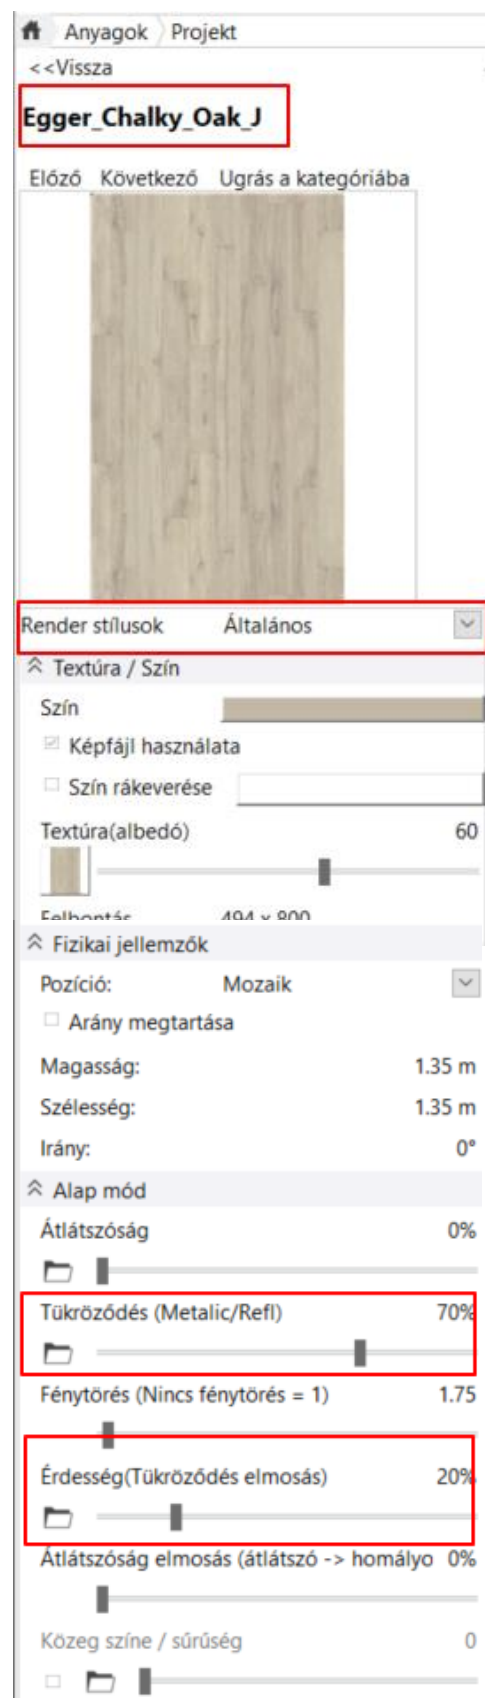 Anyagok Projekt
<<Vissza
Egger_Chalky_Oak_J
Előző Következő Ugrás a kategóriába
Render stílusok Általános
Textúra / Szín
Szín
Képfájl használata
Szín rákeverése
Textúra(albedó) 60
Felbontás 494 x 800
Fizikai jellemzők
Pozíció: Mozaik
Arány megtartása
Magasság: 1.35 m
Szélesség: 1.35 m
Irány: 0°
Alap mód
Átlátszóság 0%
Tükröződés (Metalic/Refl) 70%
Fénytörés (Nincs fénytörés = 1) 1.75
Érdesség(Tükröződés elmosás) 20%
Átlátszóság elmosás (átlátszó -> homályo 0%
Közeg színe / sűrűség 0